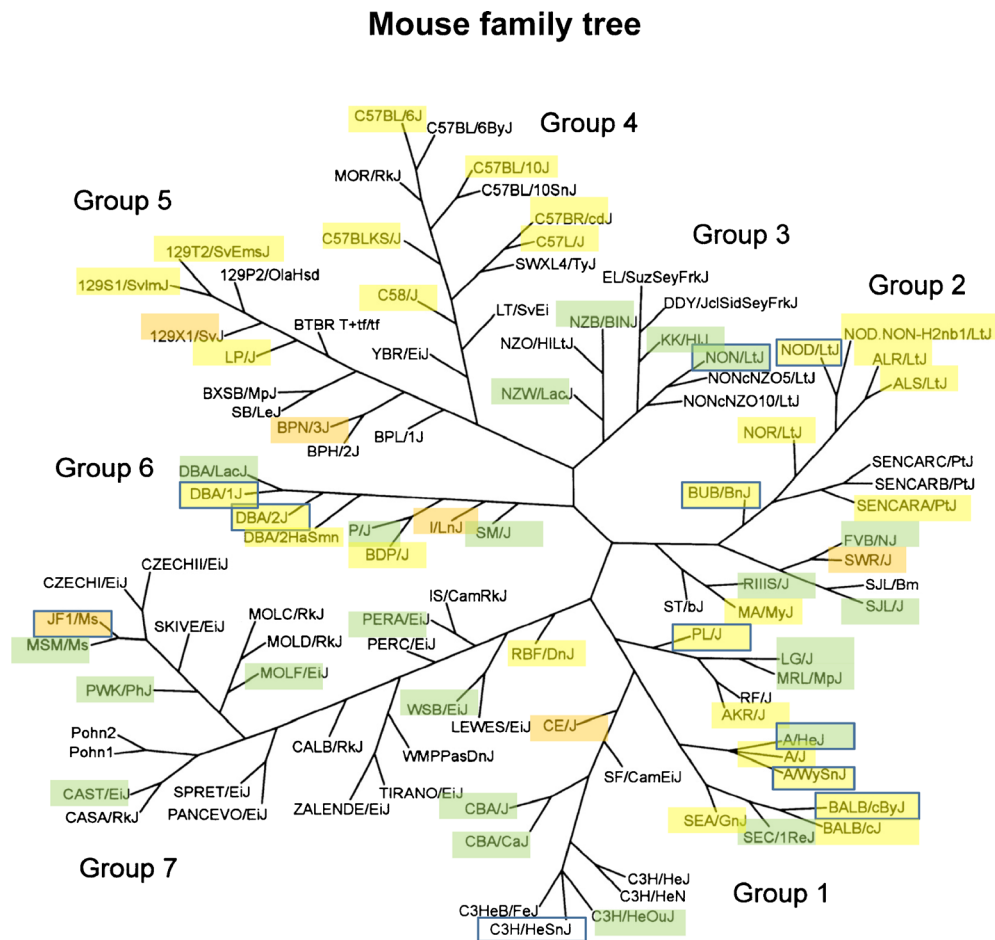 Mouse family tree
Group 4
C57BL/6J
C57BL/6ByJ
MOR/RkJ
C57BL/10J
C57BL/10SnJ
C57BLKS/J
C57BR/cdJ
C57L/J
SWXL4/TyJ
C58/J
LT/SvEi
YBR/EiJ
Group 5
129T2/SvEmsJ
129S1/SvImJ
129P2/OlaHsd
129X1/SvJ
BTBR T+tf/tf
LP/J
BXSB/MpJ
SB/LeJ
BPN/3J
BPH/2J
BPL/1J
Group 3
EL/SuzSeyFrkJ
DDY/JclSidSeyFrkJ
NZB/BINJ
NZO/HILtJ
KK/HIJ
NON/LtJ
NONcNZO5/LtJ
NONcNZO10/LtJ
NZW/LacJ
Group 2
NOD.NON-H2nb1/LtJ
NOD/LtJ
ALR/LtJ
ALS/LtJ
NOR/LtJ
SENCARC/PtJ
SENCARB/PtJ
SENCARA/PtJ
BUB/BnJ
FVB/NJ
SWR/J
SJL/Bm
SJL/J
RIIIS/J
MA/MyJ
ST/bJ
Group 6
DBA/LacJ
DBA/1J
DBA/2J
DBA/2HaSmn
P/J
BDP/J
I/LnJ
SM/J
CZECHII/EiJ
CZECHI/EiJ
JF1/Ms
MSM/Ms
SKIVE/EiJ
PWK/PhJ
MOLC/RkJ
MOLD/RkJ
MOLF/EiJ
IS/CamRkJ
PERA/EiJ
PERC/EiJ
RBF/DnJ
WSB/EiJ
LEWES/EiJ
WMPPasDnJ
CALB/RkJ
TIRANO/EiJ
ZALENDE/EiJ
Pohn2
Pohn1
CAST/EiJ
CASA/RkJ
SPRET/EiJ
PANCEVO/EiJ
Group 7
PL/J
LG/J
MRL/MpJ
RF/J
AKR/J
CE/J
A/HeJ
A/J
A/WySnJ
SF/CamEiJ
BALB/cByJ
BALB/cJ
SEA/GnJ
SEC/1ReJ
CBA/J
CBA/CaJ
C3H/HeJ
C3H/HeN
C3HeB/FeJ
C3H/HeOuJ
C3H/HeSnJ
Group 1